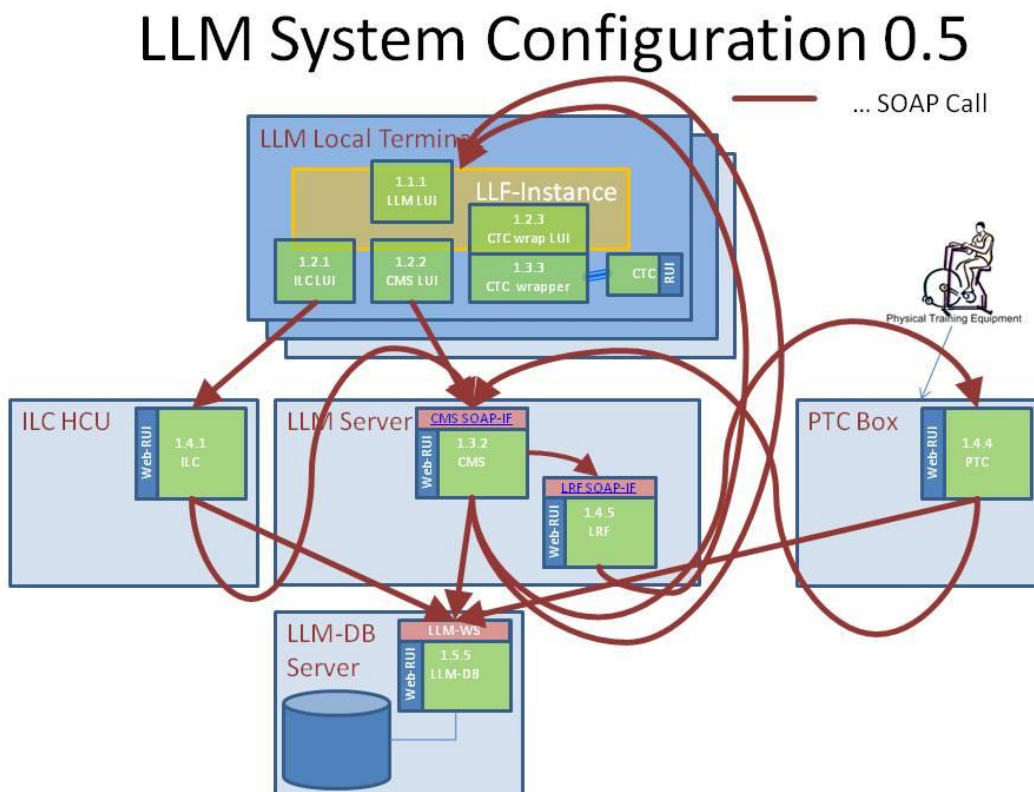 LLM System Configuration 0.5
... SOAP Call
LLM Local Terminal
LLF-Instance
1.1.1
LLM LUI
1.2.3
CTC wrap LUI
1.2.1
ILC LUI
1.2.2
CMS LUI
1.3.3
CTC wrapper
CTC
RUI
Physical Training Equipment
ILC HCU
Web-RUI
1.4.1
ILC
LLM Server
CMS SOAP-IF
Web-RUI
1.3.2
CMS
LRF SOAP-IF
Web-RUI
1.4.5
LRF
PTC Box
Web-RUI
1.4.4
PTC
LLM-DB
Server
LLM-WS
Web-RUI
1.5.5
LLM-DB